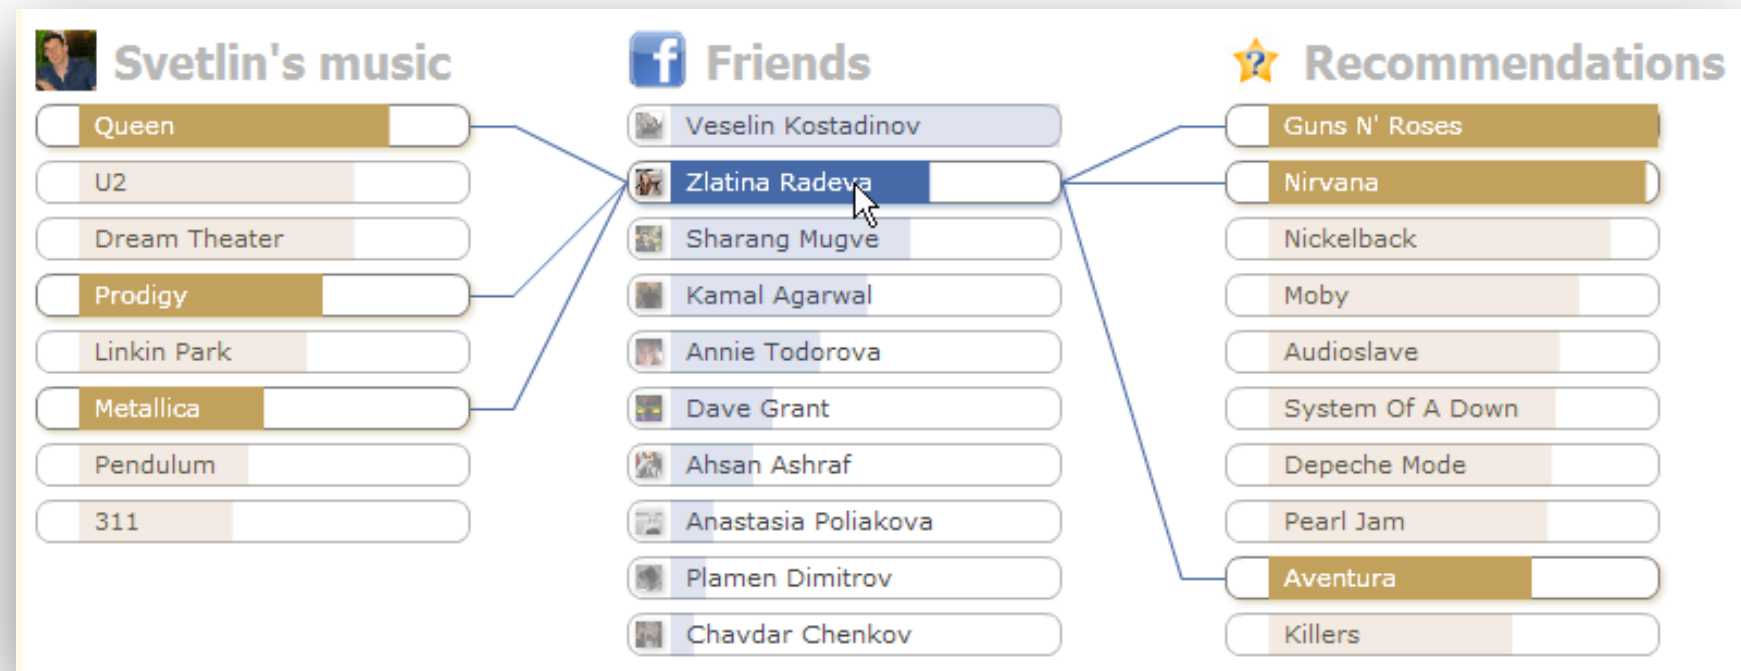 Svetlin's music
Queen
U2
Dream Theater
Prodigy
Linkin Park
Metallica
Pendulum
311
f Friends
Veselin Kostadinov
Zlatina Radeva
Sharang Mugve
Kamal Agarwal
Annie Todorova
Dave Grant
Ahsan Ashraf
Anastasia Poliakova
Plamen Dimitrov
Chavdar Chenkov
? Recommendations
Guns N' Roses
Nirvana
Nickelback
Moby
Audioslave
System Of A Down
Depeche Mode
Pearl Jam
Aventura
Killers